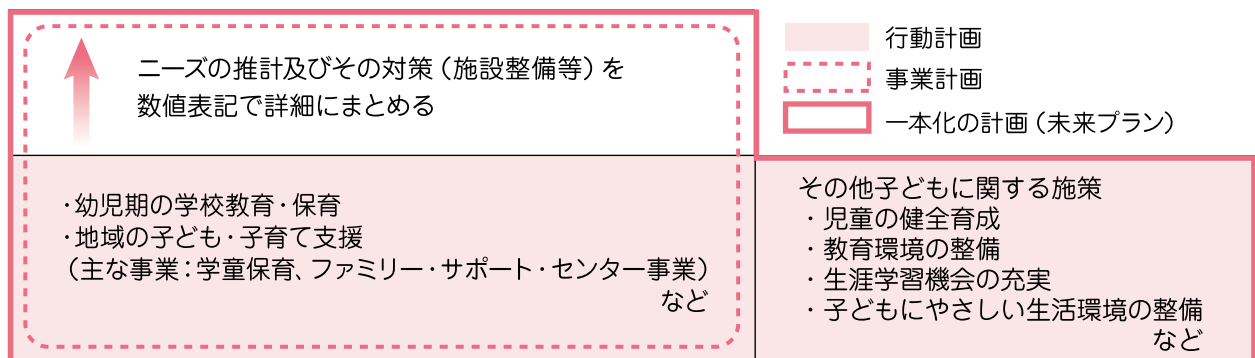 ニーズの推計及びその対策（施設整備等）を
数値表記で詳細にまとめる
行動計画
事業計画
一本化の計画（未来プラン）
・幼児期の学校教育・保育
・地域の子ども・子育て支援
（主な事業：学童保育、ファミリー・サポート・センター事業）
など
その他子どもに関する施策
・児童の健全育成
・教育環境の整備
・生涯学習機会の充実
・子どもにやさしい生活環境の整備
など